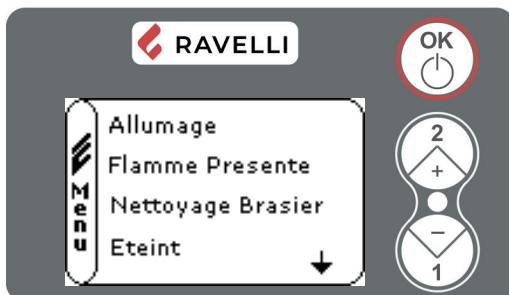 RAVELLI
OK
Menu
Allumage
Flamme Presente
Nettoyage Brasier
Eteint
2
+
−
1